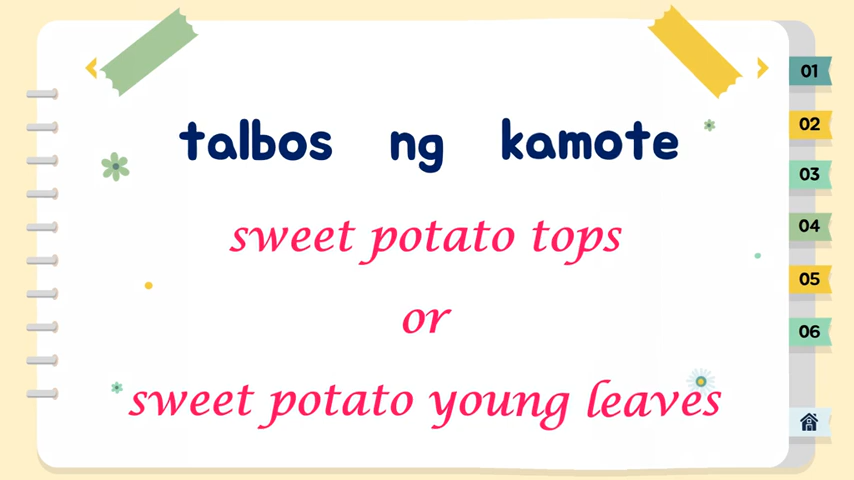 talbos ng kamote
sweet potato tops
or
sweet potato young leaves
01
02
03
04
05
06